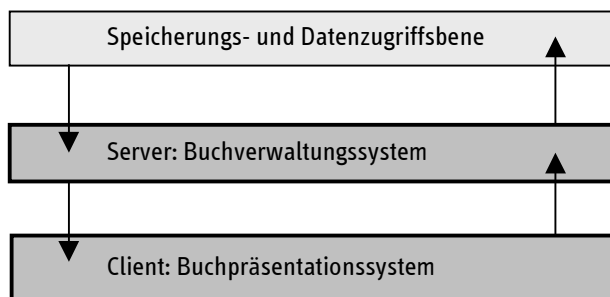 Speicherungs- und Datenzugriffsbene
Server: Buchverwaltungssystem
Client: Buchpräsentationssystem